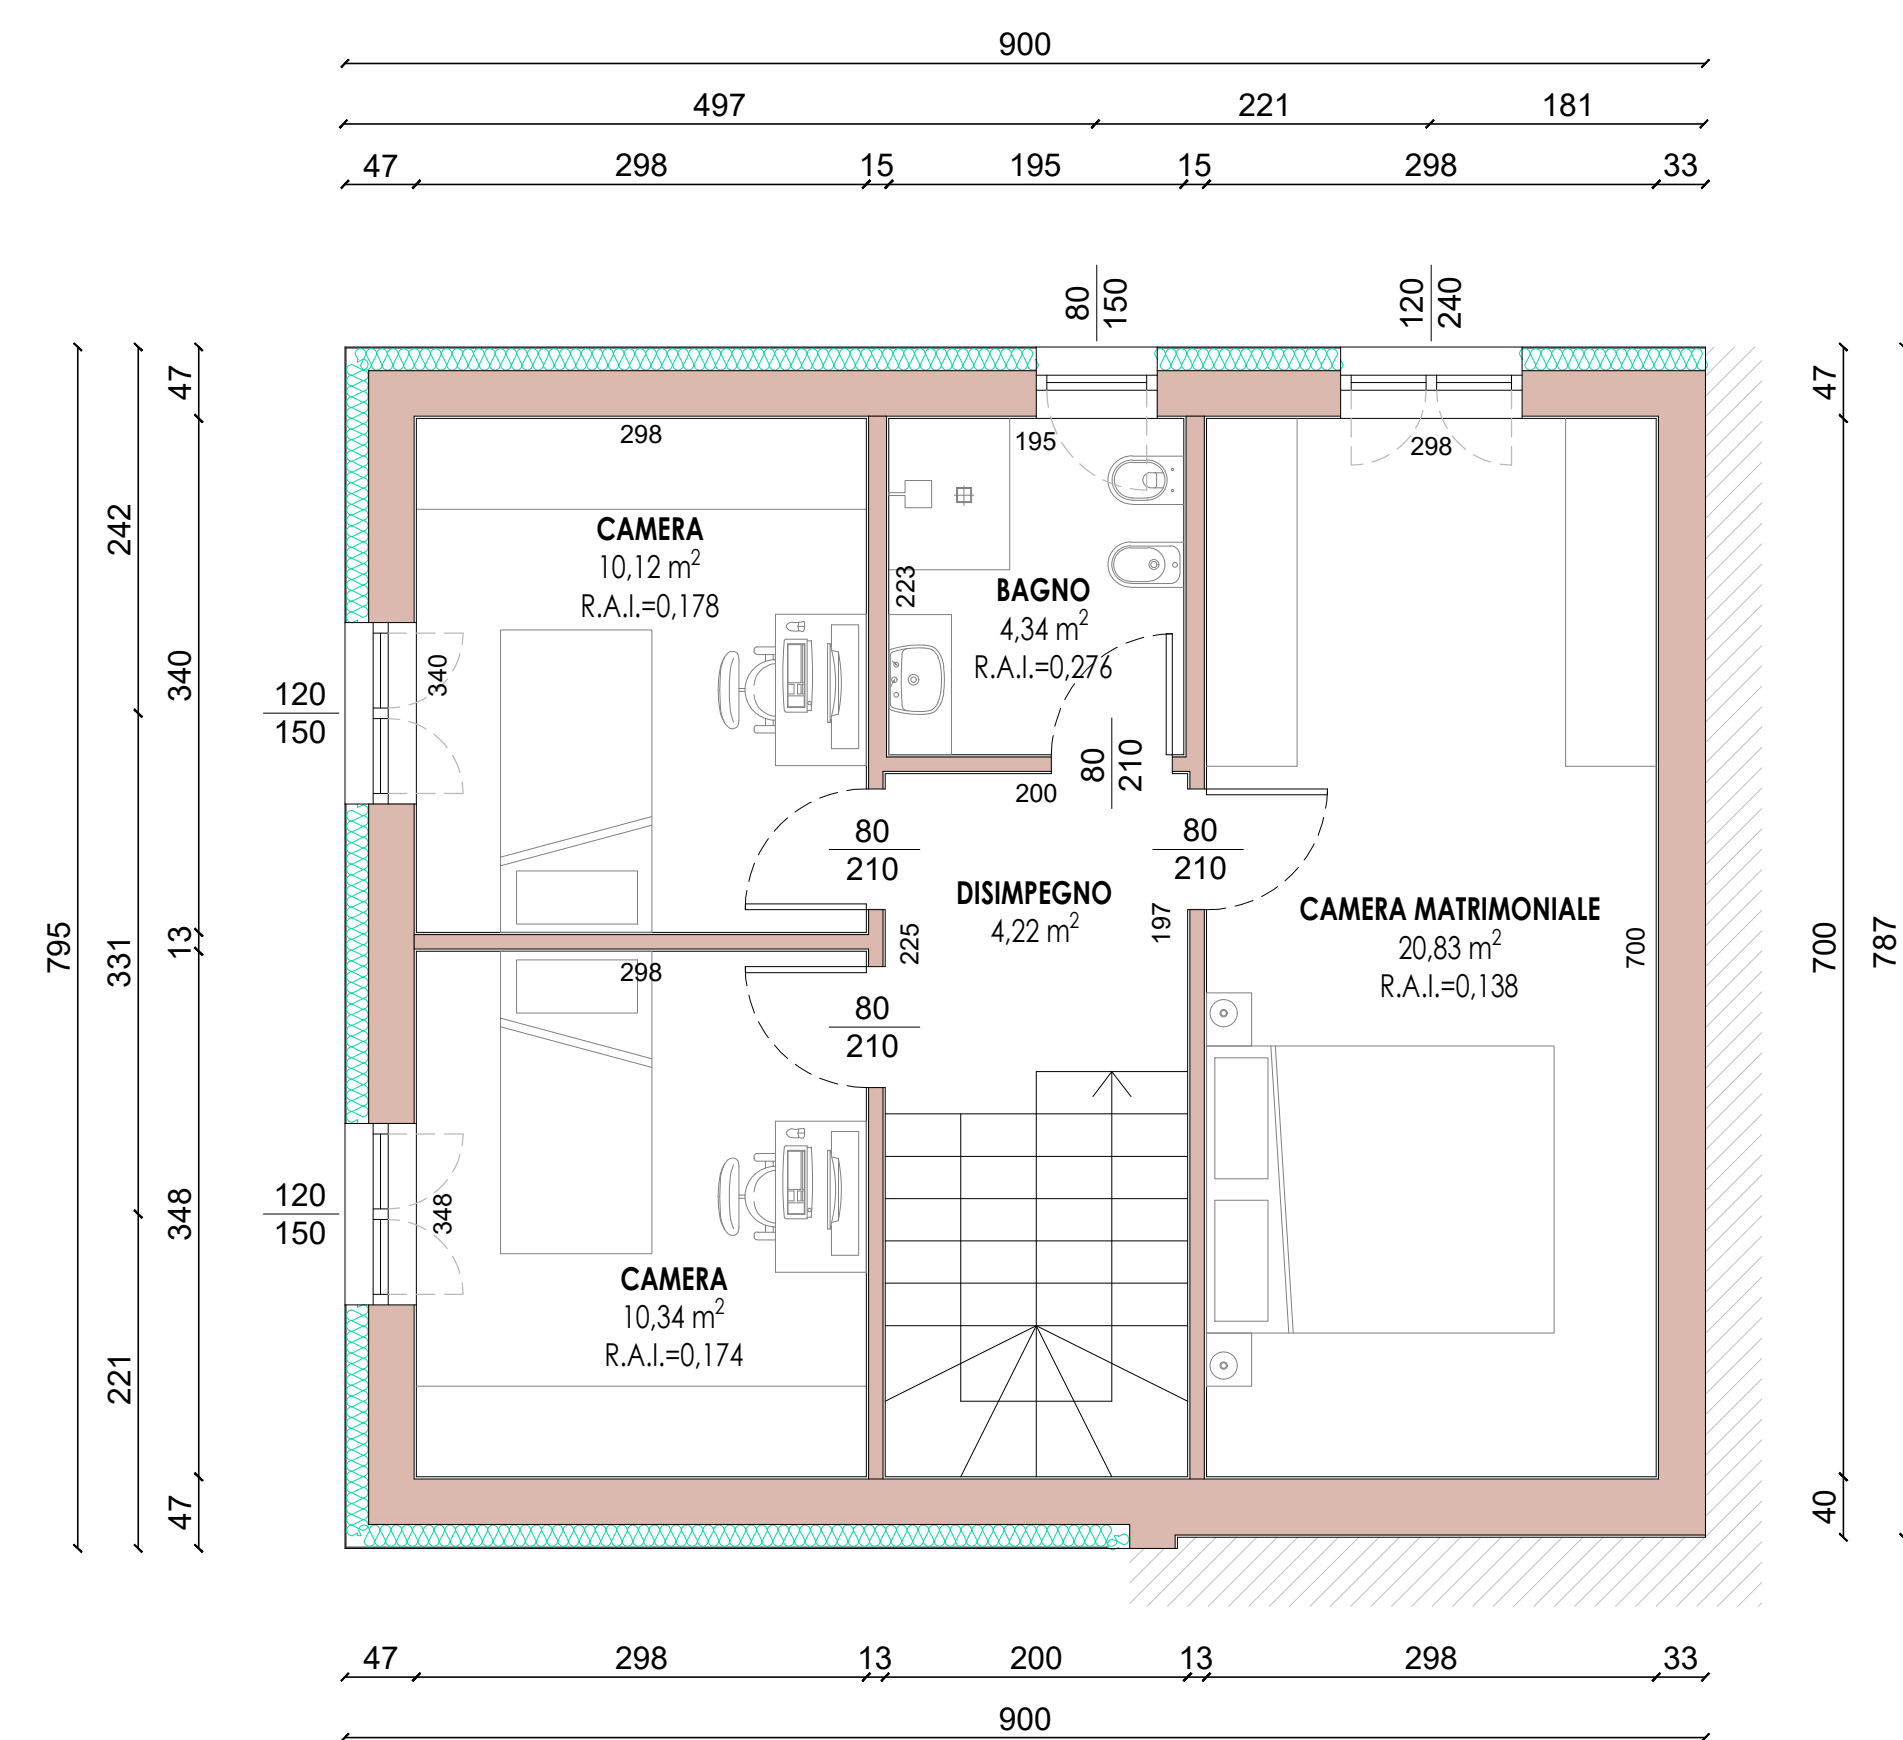 900
497 221 181
47 298 15 195 15 298 33
80
150
120
240
795
242 331 221
47 340 13 348 47
120
150
120
150
298
CAMERA
10,12 m²
R.A.I.=0,178
340
195
223
BAGNO
4,34 m²
R.A.I.=0,276
80
210
298
200
80
210
80
210
DISIMPEGNO
4,22 m²
225
197
CAMERA MATRIMONIALE
20,83 m²
R.A.I.=0,138
700
298
80
210
348
CAMERA
10,34 m²
R.A.I.=0,174
47 700 40
787
47 298 13 200 13 298 33
900